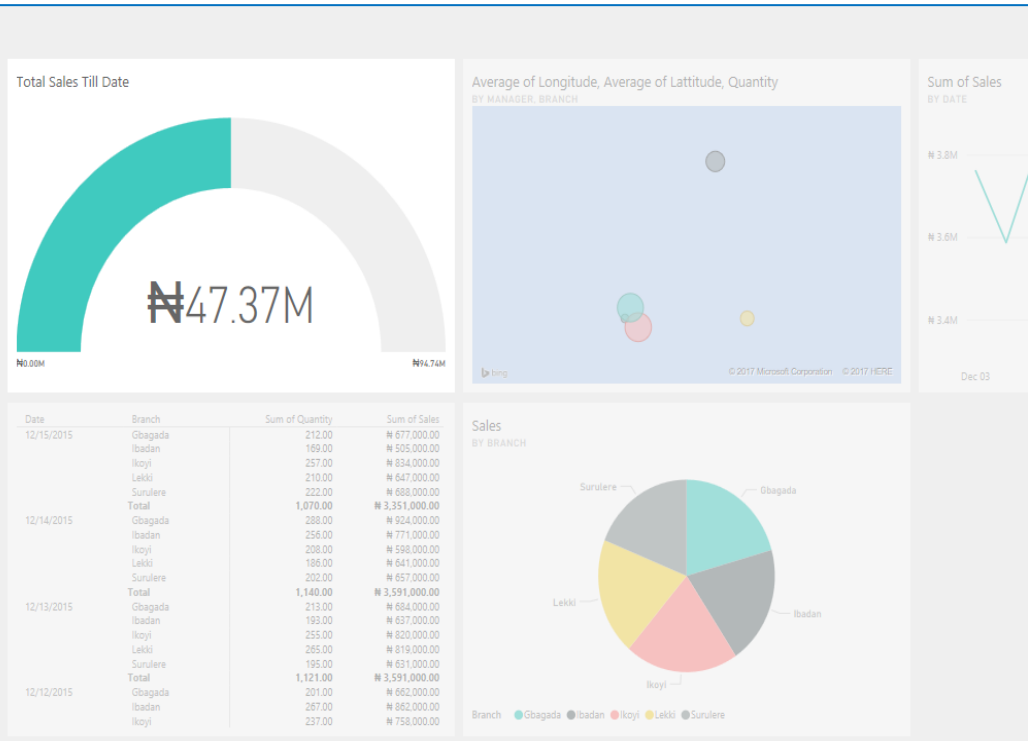 Total Sales Till Date
₦47.37M
₦0.00M
₦94.74M
Average of Longitude, Average of Lattitude, Quantity
BY MANAGER, BRANCH
bing
© 2017 Microsoft Corporation © 2017 HERE
Sum of Sales
BY DATE
₦ 3.8M
₦ 3.6M
₦ 3.4M
Dec 03
Date Branch Sum of Quantity Sum of Sales
12/15/2015 Gbagada 212.00 ₦ 677,000.00
Ibadan 169.00 ₦ 505,000.00
Ikoyi 257.00 ₦ 834,000.00
Lekki 210.00 ₦ 647,000.00
Surulere 222.00 ₦ 688,000.00
Total 1,070.00 ₦ 3,351,000.00
12/14/2015 Gbagada 288.00 ₦ 924,000.00
Ibadan 256.00 ₦ 771,000.00
Ikoyi 208.00 ₦ 598,000.00
Lekki 186.00 ₦ 641,000.00
Surulere 202.00 ₦ 657,000.00
Total 1,140.00 ₦ 3,591,000.00
12/13/2015 Gbagada 213.00 ₦ 684,000.00
Ibadan 193.00 ₦ 637,000.00
Ikoyi 255.00 ₦ 820,000.00
Lekki 265.00 ₦ 819,000.00
Surulere 195.00 ₦ 631,000.00
Total 1,121.00 ₦ 3,591,000.00
12/12/2015 Gbagada 201.00 ₦ 662,000.00
Ibadan 267.00 ₦ 862,000.00
Ikoyi 237.00 ₦ 758,000.00
Sales
BY BRANCH
Surulere
Gbagada
Lekki
Ibadan
Ikoyi
Branch Gbagada Ibadan Ikoyi Lekki Surulere